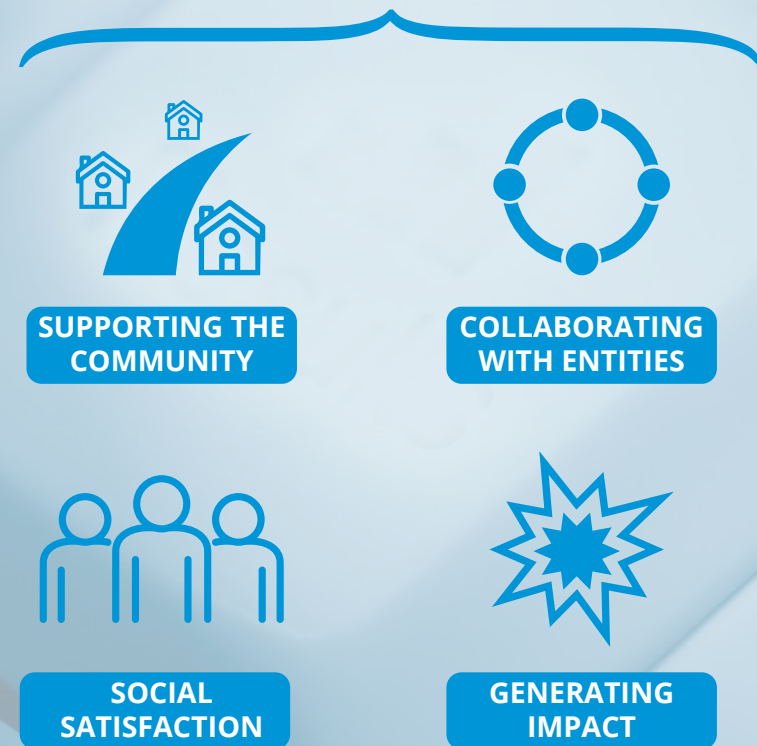 SUPPORTING THE
COMMUNITY
COLLABORATING
WITH ENTITIES
SOCIAL
SATISFACTION
GENERATING
IMPACT